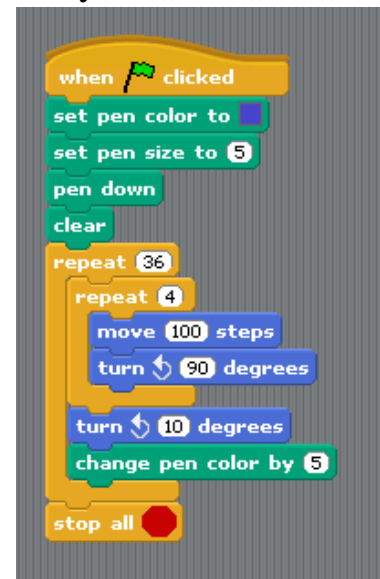 when clicked
set pen color to
set pen size to 5
pen down
clear
repeat 36
repeat 4
move 100 steps
turn 90 degrees
turn 10 degrees
change pen color by 5
stop all